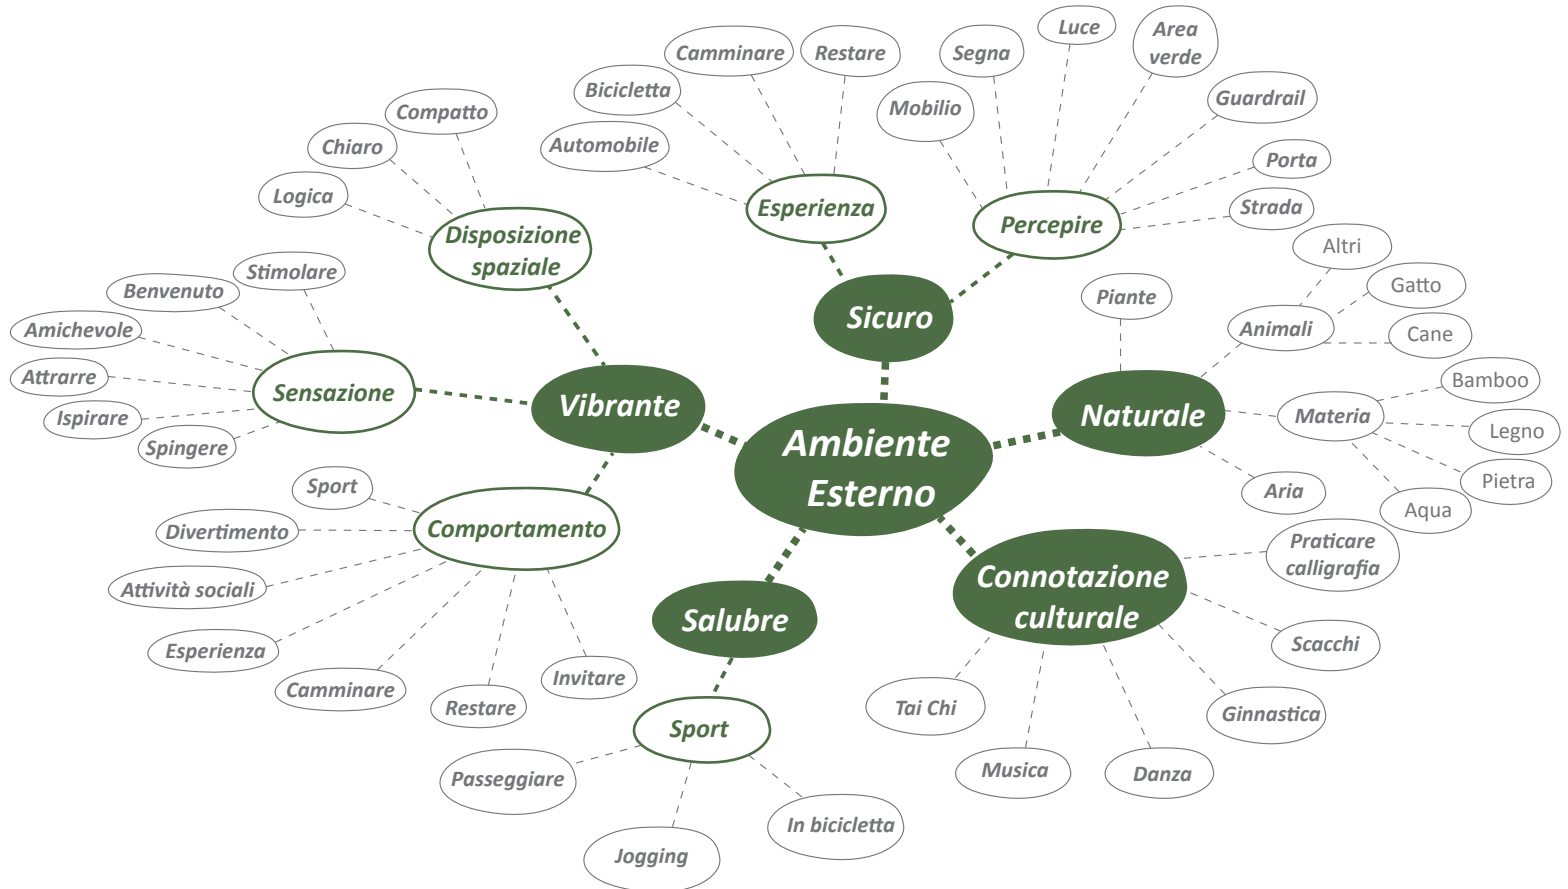 Luce
Area
verde
Camminare
Restare
Segna
Bicicletta
Mobilio
Guardrail
Compatto
Automobile
Chiaro
Porta
Logica
Esperienza
Percepire
Strada
Disposizione
spaziale
Altri
Stimolare
Benvenuto
Piante
Gatto
Amichevole
Sicuro
Animali
Cane
Attrarre
Sensazione
Vibrante
Naturale
Bamboo
Ispirare
Materia
Legno
Spingere
Ambiente
Esterno
Pietra
Sport
Aria
Aqua
Divertimento
Comportamento
Praticare
calligrafia
Attività sociali
Connotazione
culturale
Salubre
Esperienza
Scacchi
Camminare
Restare
Invitare
Tai Chi
Ginnastica
Sport
Passeggiare
Musica
Danza
In bicicletta
Jogging